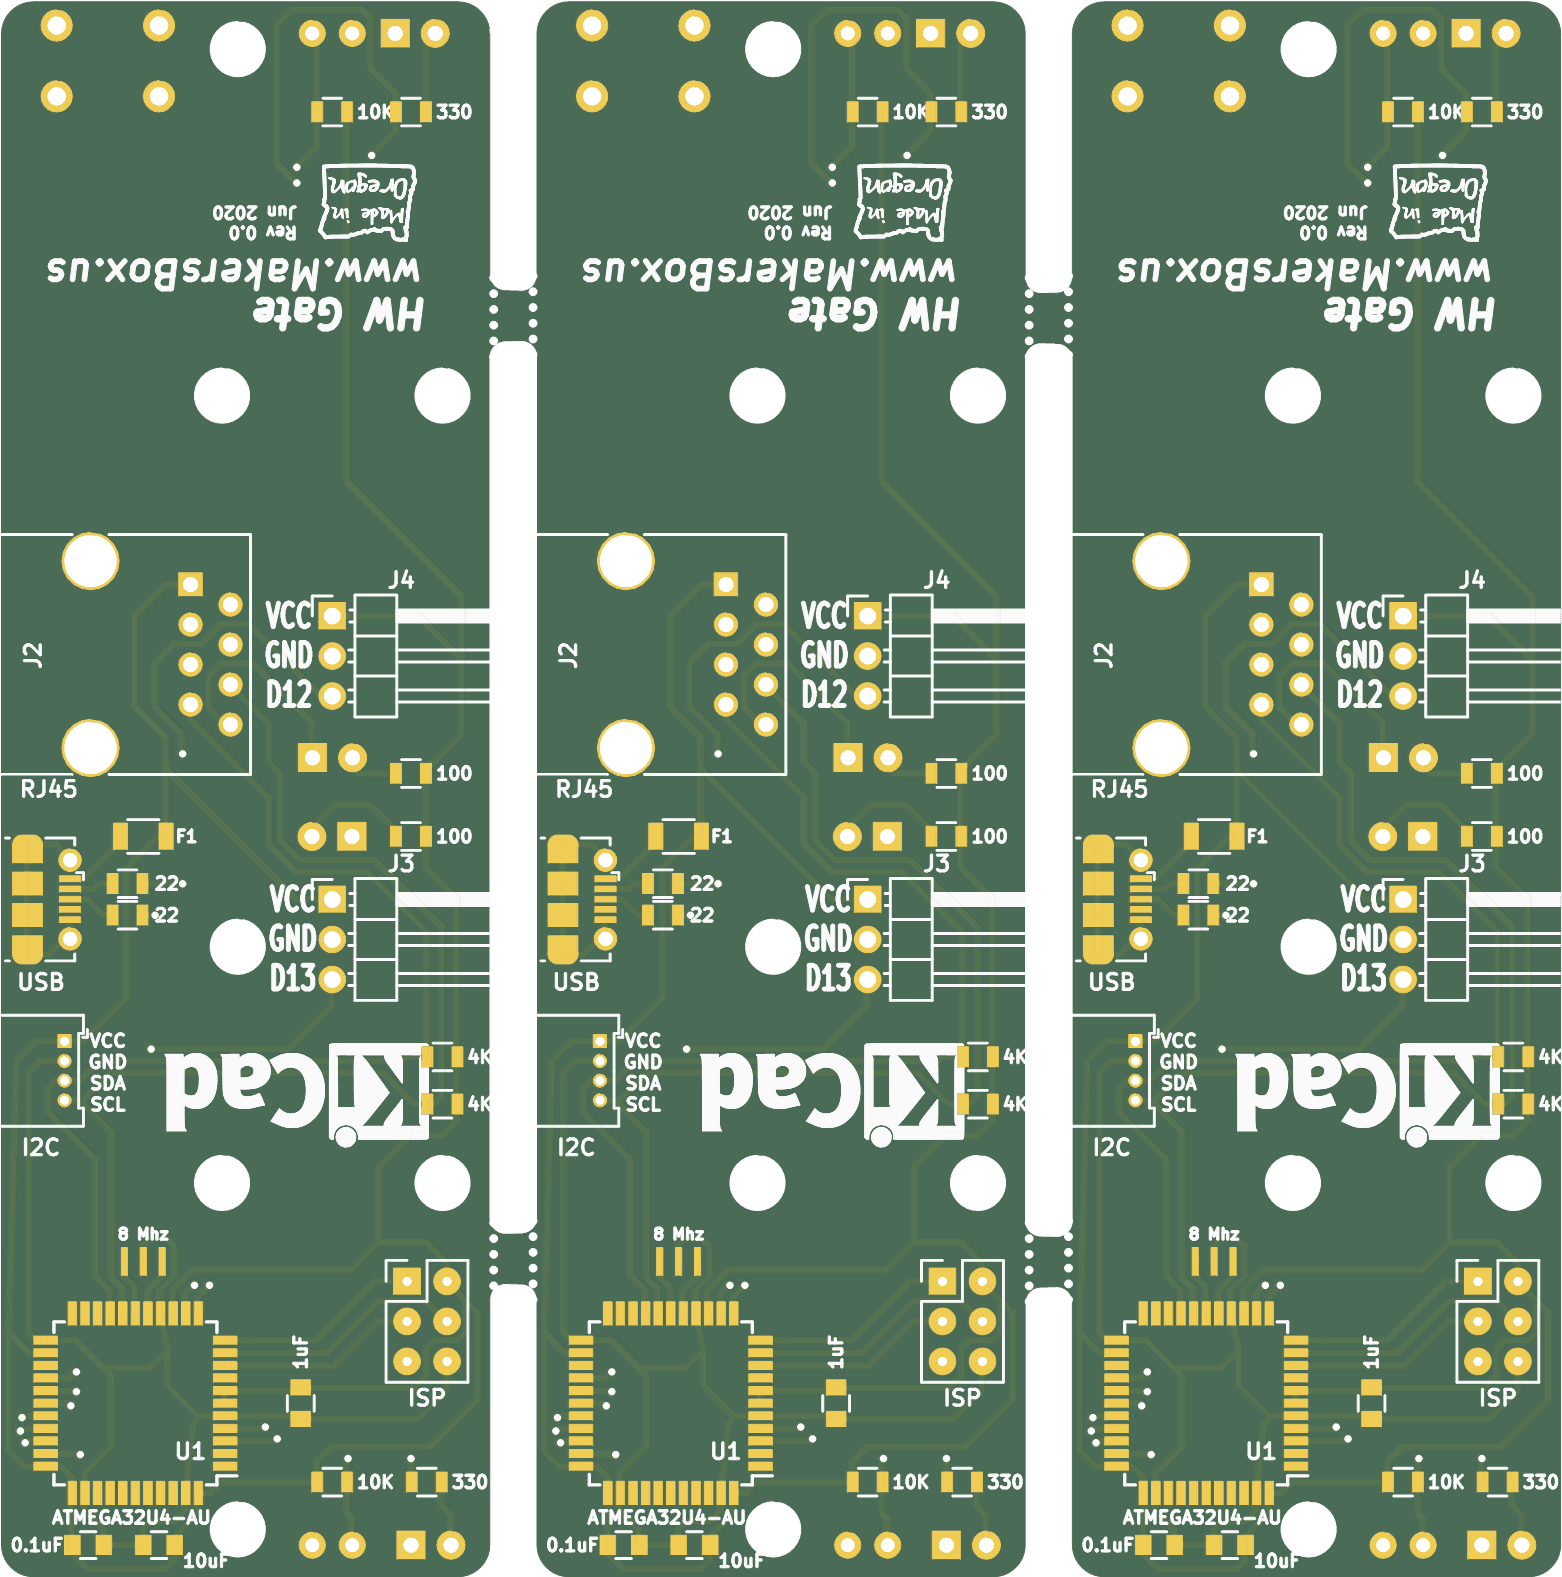 10K 330
10K 330
10K 330
Made in Oregon
Made in Oregon
Made in Oregon
Rev 0.0
Jun 2020
Rev 0.0
Jun 2020
Rev 0.0
Jun 2020
www.MakersBox.us
www.MakersBox.us
www.MakersBox.us
HW Gate
HW Gate
HW Gate
J4
J4
J4
VCC
GND
D12
VCC
GND
D12
VCC
GND
D12
J2
J2
J2
100
100
100
RJ45
RJ45
RJ45
F1
F1
F1
100
100
100
J3
J3
J3
22
22
22
22
22
22
VCC
GND
D13
VCC
GND
D13
VCC
GND
D13
USB
USB
USB
VCC
GND
SDA
SCL
VCC
GND
SDA
SCL
VCC
GND
SDA
SCL
KiCad
KiCad
KiCad
4K
4K
4K
4K
4K
4K
I2C
I2C
I2C
8 Mhz
8 Mhz
8 Mhz
1uF
1uF
1uF
ISP
ISP
ISP
U1
U1
U1
10K 330
10K 330
10K 330
ATMEGA32U4-AU
ATMEGA32U4-AU
ATMEGA32U4-AU
0.1uF
10uF
0.1uF
10uF
0.1uF
10uF